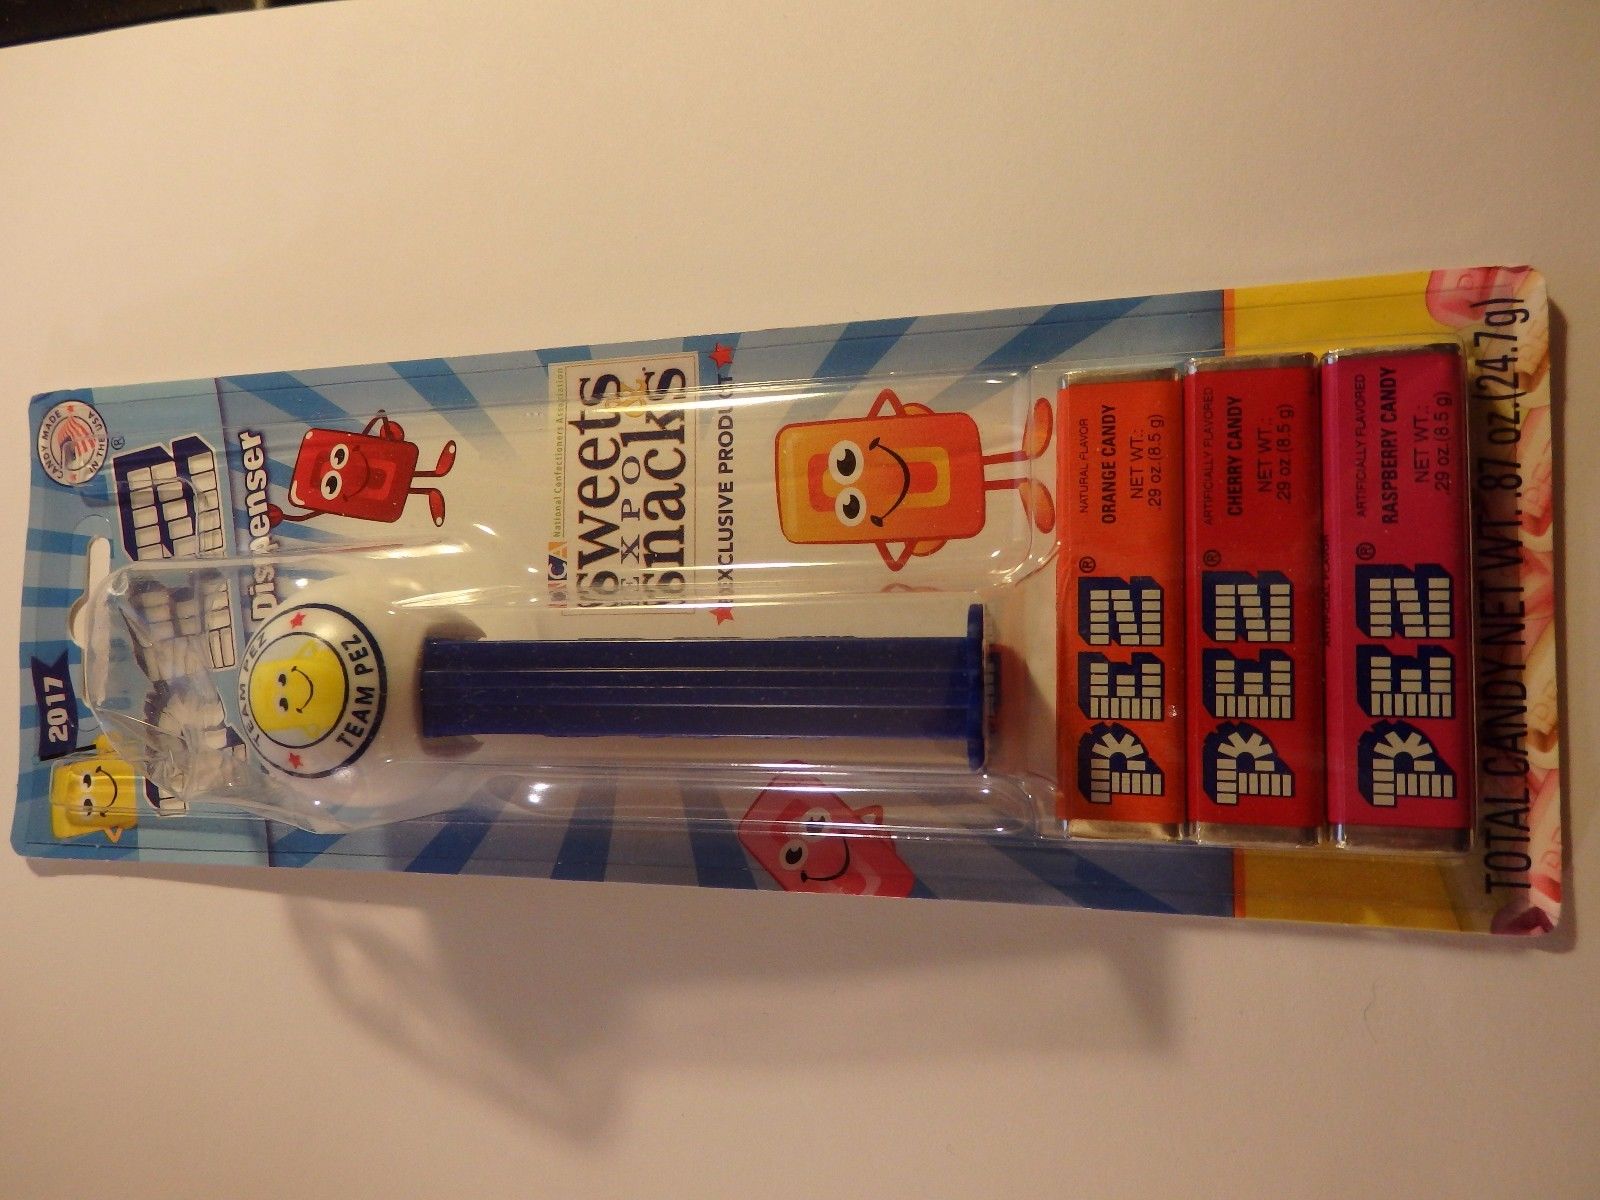 2017
CANDY MADE
IN THE USA
®
PEZ
Dispenser
TEAM PEZ
TEAM PEZ
NCA National Confectioners Association
sweets &
EXPO
snacks
EXCLUSIVE PRODUCT
PEZ®
NATURAL FLAVOR
ORANGE CANDY
NET WT.:
.29 oz.(8.5 g)
PEZ®
ARTIFICIALLY FLAVORED
CHERRY CANDY
NET WT.:
.29 oz.(8.5 g)
PEZ®
ARTIFICIALLY FLAVORED
RASPBERRY CANDY
NET WT.:
.29 oz.(8.5 g)
TOTAL CANDY NET WT. .87 oz.(24.7g)